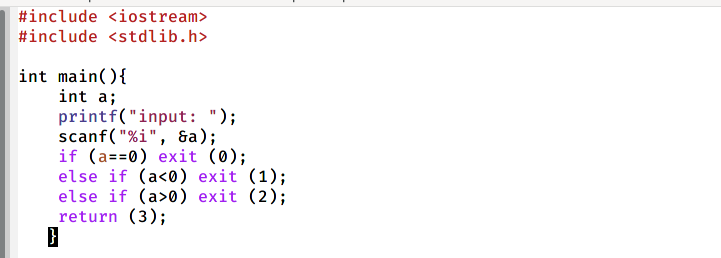 #include <iostream>
#include <stdlib.h>

int main(){
    int a;
    printf("input: ");
    scanf("%i", &a);
    if (a==0) exit (0);
    else if (a<0) exit (1);
    else if (a>0) exit (2);
    return (3);
   }